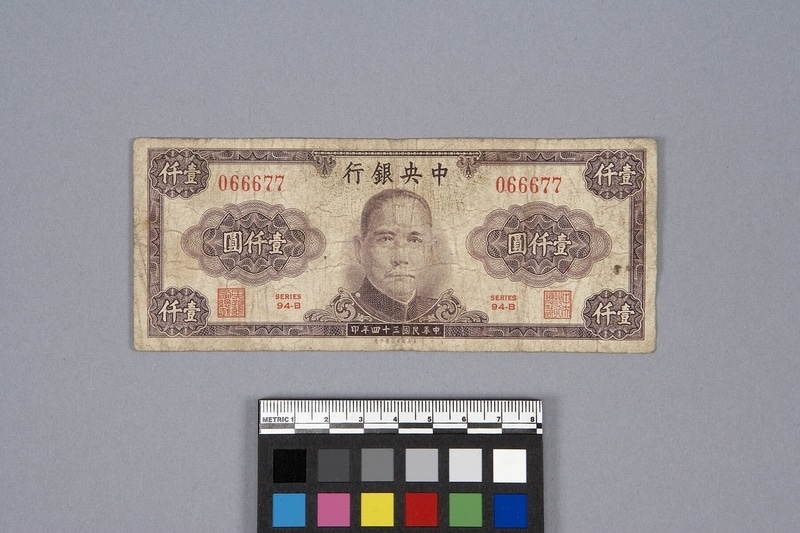 中央銀行
壹仟
壹仟
066677
066677
壹仟圓
壹仟圓
SERIES
94-B
SERIES
94-B
壹仟
壹仟
中華民國三十四年印
METRIC 1 2 3 4 5 6 7 8